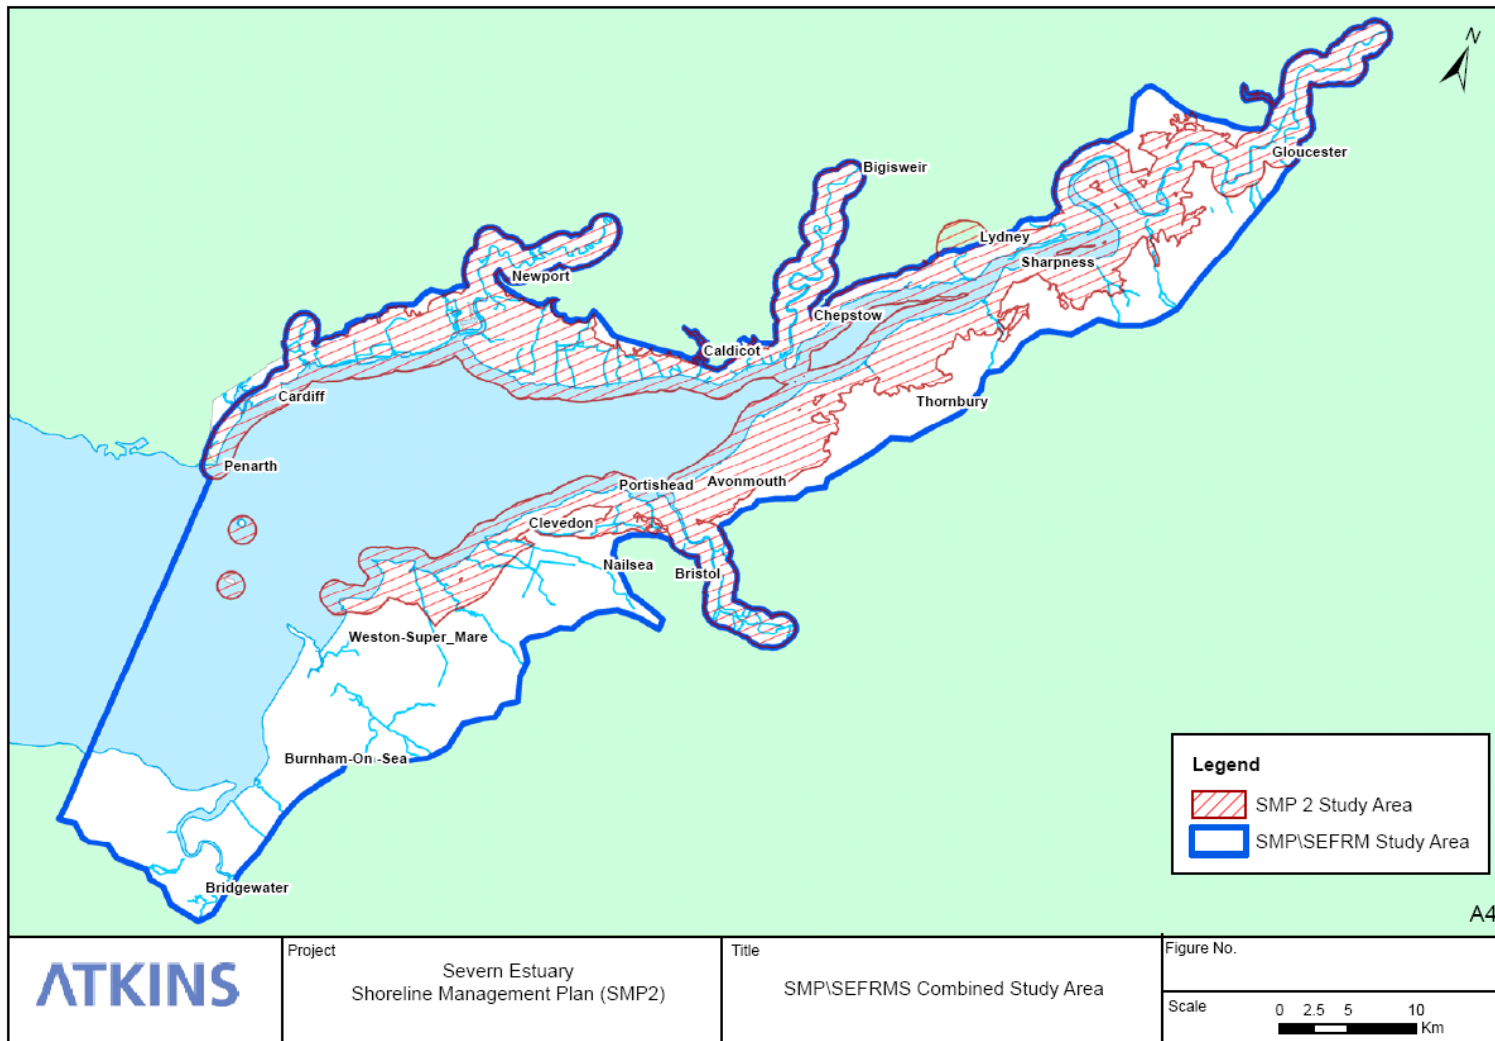 N
Gloucester
Bigisweir
Lydney
Sharpness
Newport
Chepstow
Caldicot
Cardiff
Thornbury
Penarth
Portishead
Avonmouth
Clevedon
Nailsea
Bristol
Weston-Super_Mare
Burnham-On -Sea
Bridgewater
Legend
SMP 2 Study Area
SMP\SEFRM Study Area
A4
ATKINS
Project
Severn Estuary
Shoreline Management Plan (SMP2)
Title
SMP\SEFRMS Combined Study Area
Figure No.
Scale
0 2.5 5 10
Km